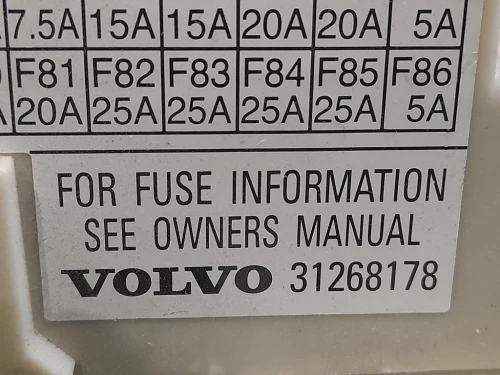 7.5A 15A 15A 20A 20A 5A
F81 F82 F83 F84 F85 F86
20A 25A 25A 25A 25A 5A
FOR FUSE INFORMATION
SEE OWNERS MANUAL
VOLVO 31268178